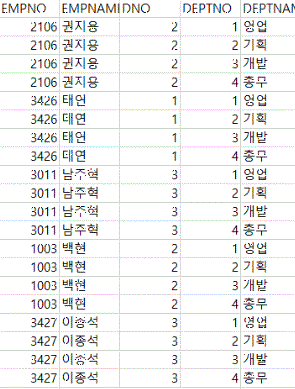 EMPNO EMPNAMI DNO DEPTNO DEPTNAN
2106 권지용 2 1 영업
2106 권지용 2 2 기획
2106 권지용 2 3 개발
2106 권지용 2 4 총무
3426 태연 1 1 영업
3426 태연 1 2 기획
3426 태연 1 3 개발
3426 태연 1 4 총무
3011 남주혁 3 1 영업
3011 남주혁 3 2 기획
3011 남주혁 3 3 개발
3011 남주혁 3 4 총무
1003 백현 2 1 영업
1003 백현 2 2 기획
1003 백현 2 3 개발
1003 백현 2 4 총무
3427 이종석 3 1 영업
3427 이종석 3 2 기획
3427 이종석 3 3 개발
3427 이종석 3 4 총무